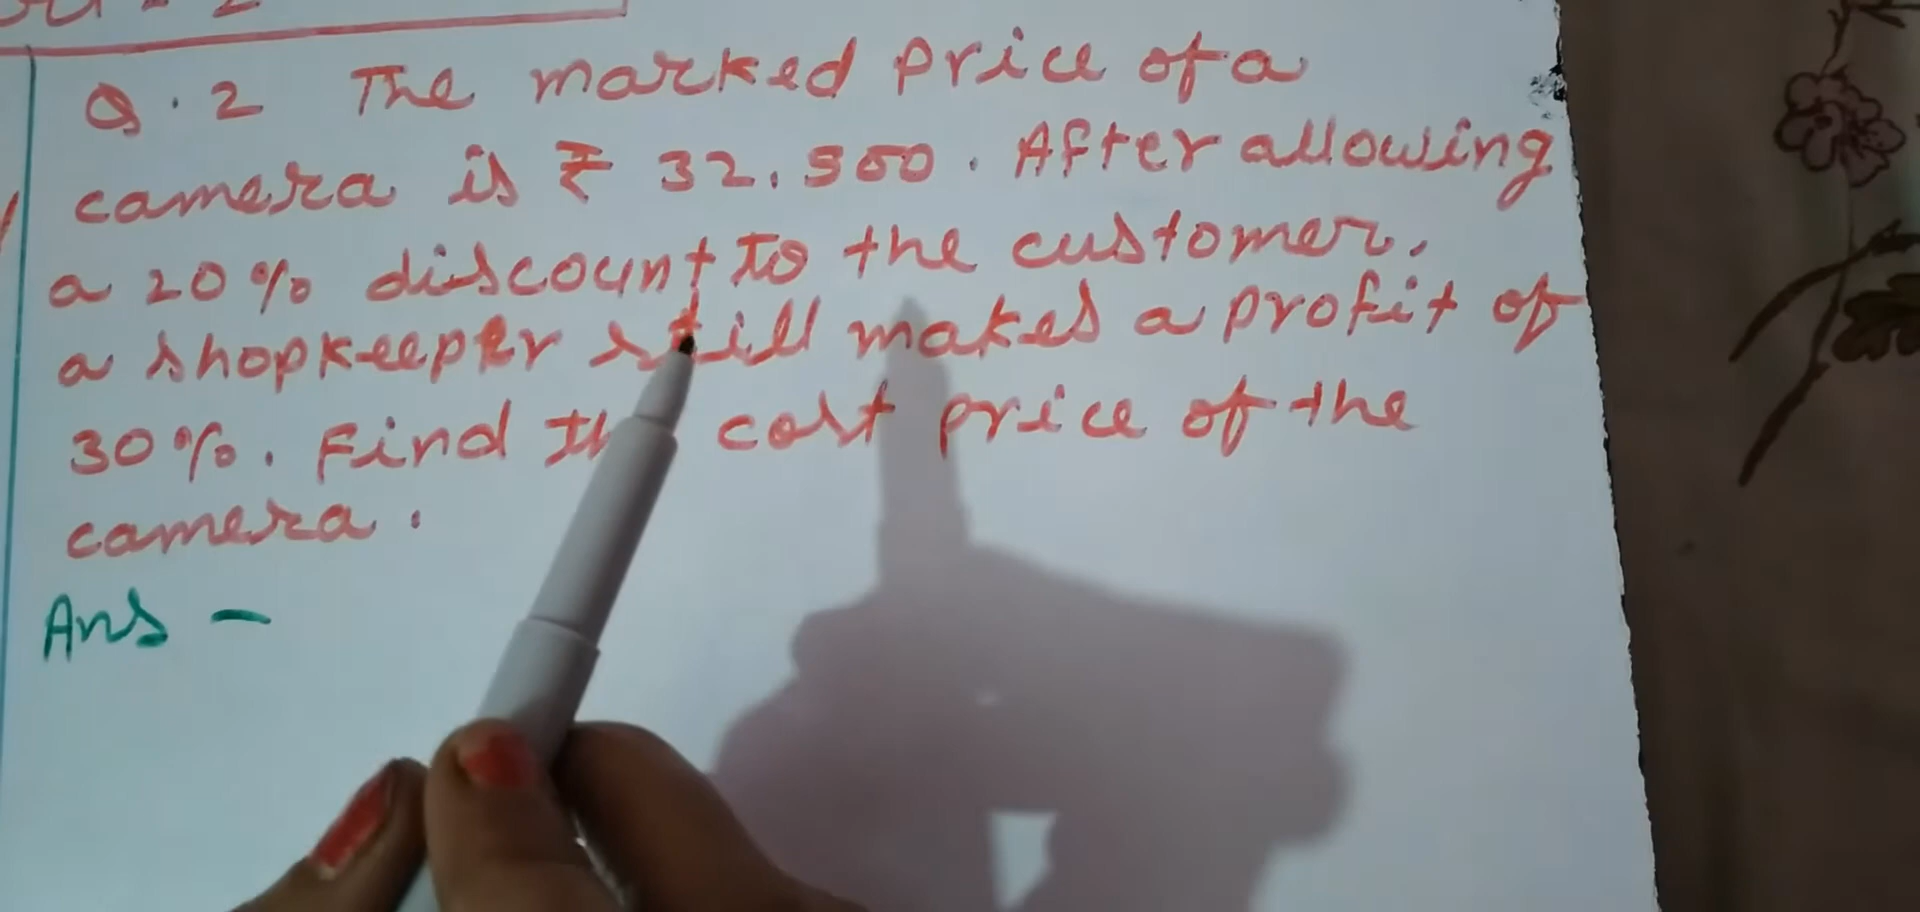 Q.2 The marked price of a
camera is ₹ 32,500. After allowing
a 20% discount to the customer,
a shopkeeper still makes a profit of
30%. Find the cost price of the
camera.
Ans -